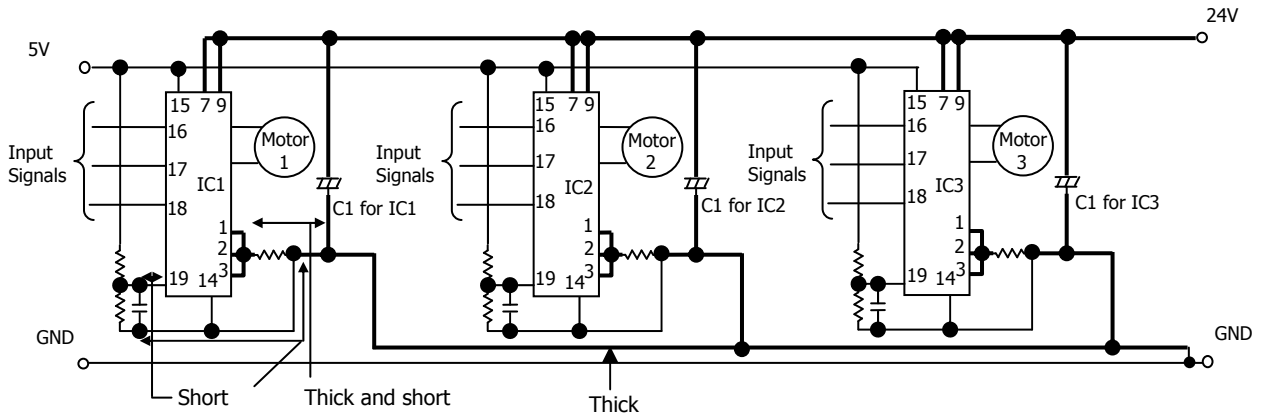 24V
5V
15 7 9
15 7 9
15 7 9
16
16
16
Motor
1
Motor
2
Motor
3
Input
Signals
Input
Signals
Input
Signals
17
17
17
IC1
IC2
IC3
18
18
18
C1 for IC1
C1 for IC2
C1 for IC3
1
1
1
2
2
2
3
3
3
19
14
19
14
19
14
GND
GND
Short
Thick and short
Thick